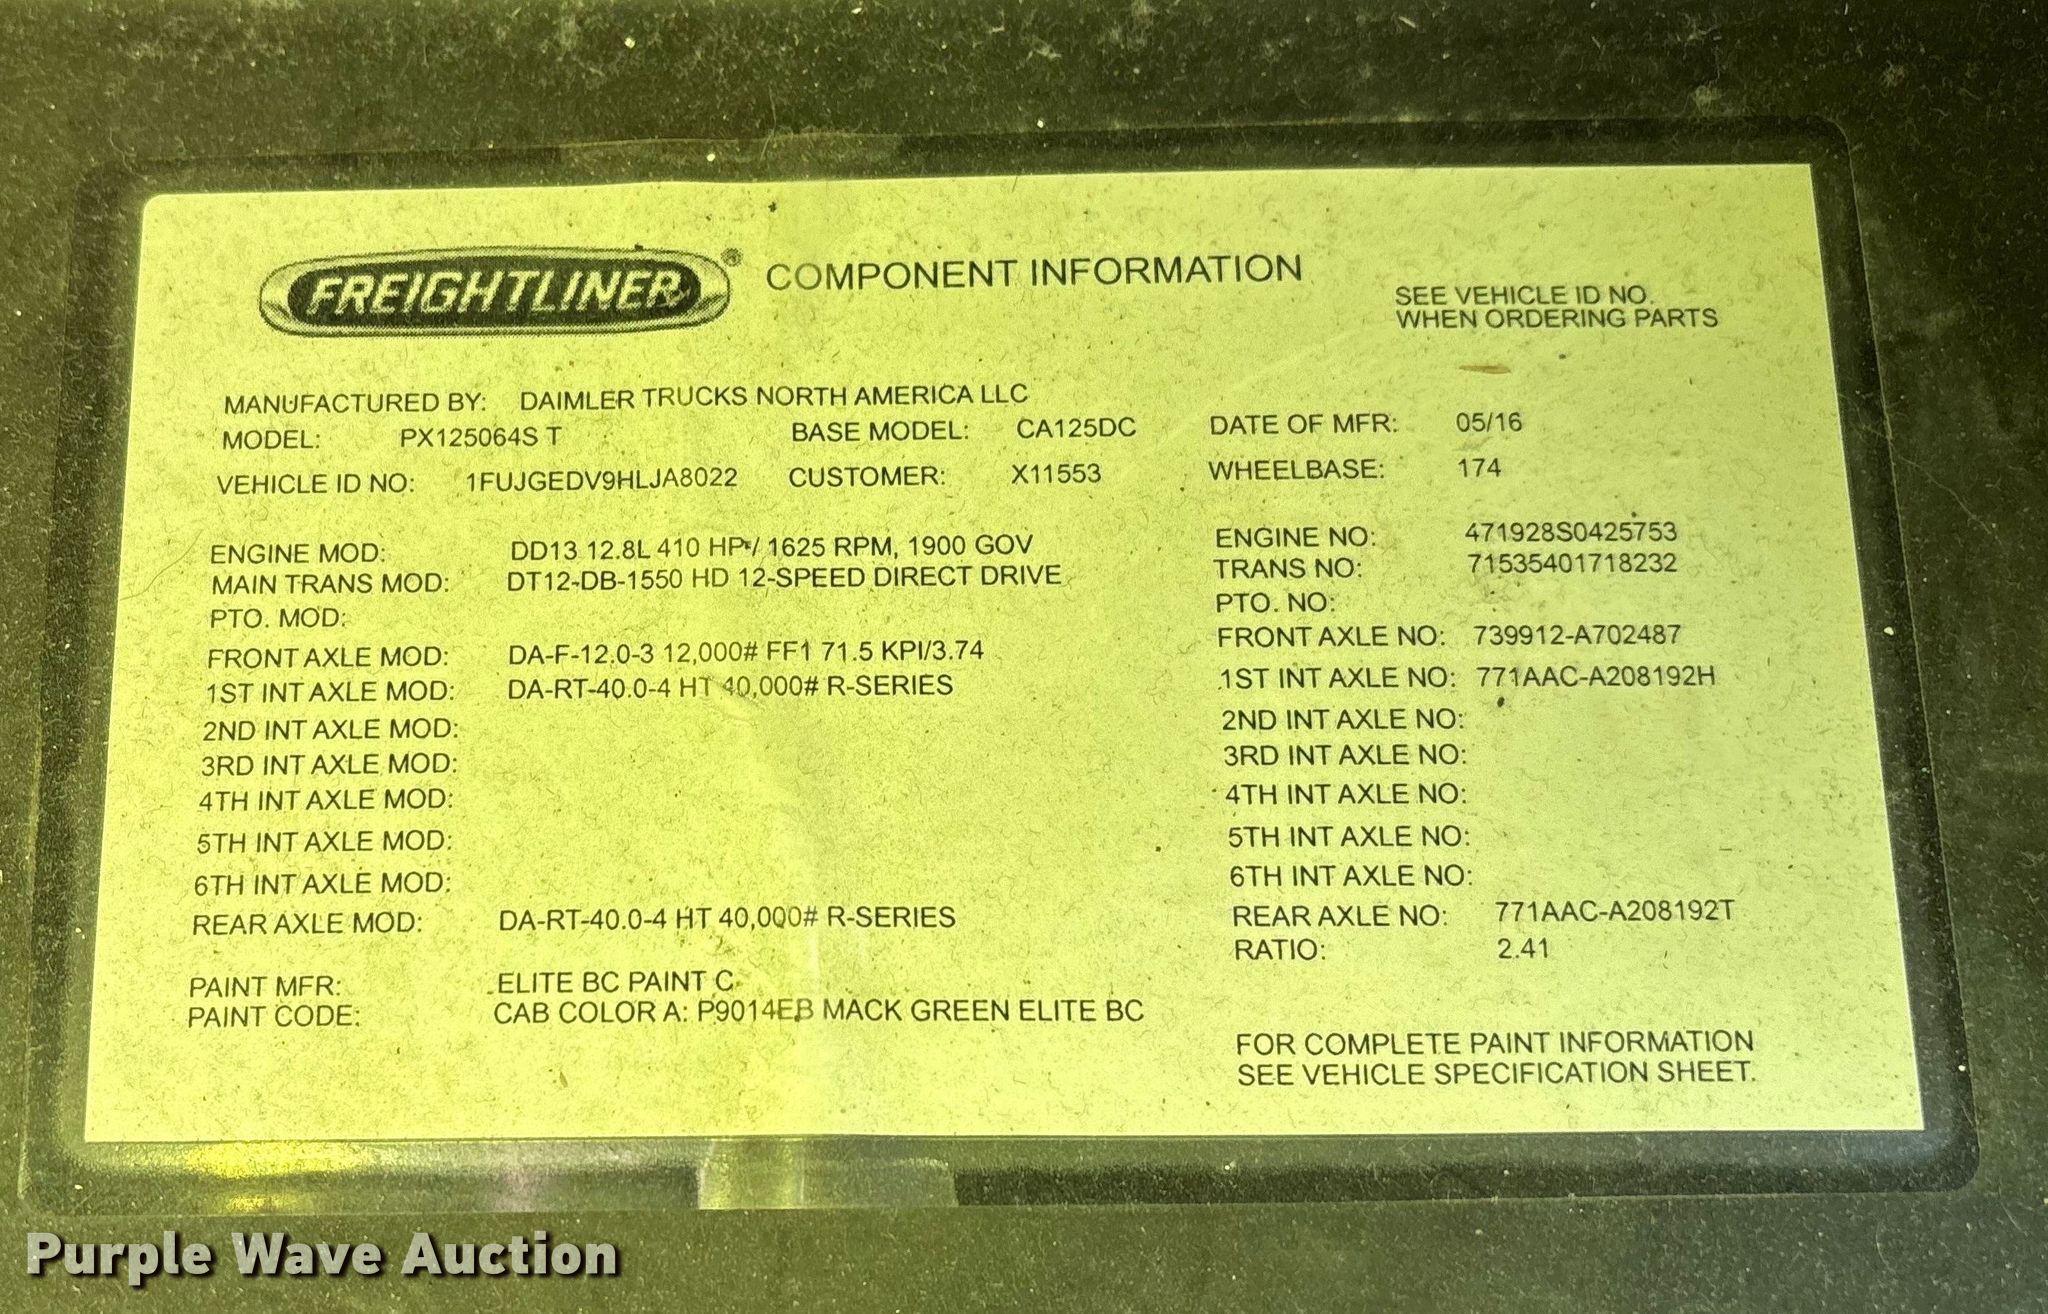 FREIGHTLINER® COMPONENT INFORMATION
SEE VEHICLE ID NO.
WHEN ORDERING PARTS
MANUFACTURED BY: DAIMLER TRUCKS NORTH AMERICA LLC
MODEL: PX125064S T BASE MODEL: CA125DC DATE OF MFR: 05/16
VEHICLE ID NO: 1FUJGEDV9HLJA8022 CUSTOMER: X11553 WHEELBASE: 174
ENGINE MOD: DD13 12.8L 410 HP / 1625 RPM, 1900 GOV ENGINE NO: 471928S0425753
MAIN TRANS MOD: DT12-DB-1550 HD 12-SPEED DIRECT DRIVE TRANS NO: 71535401718232
PTO. MOD: PTO. NO:
FRONT AXLE MOD: DA-F-12.0-3 12,000# FF1 71.5 KPI/3.74 FRONT AXLE NO: 739912-A702487
1ST INT AXLE MOD: DA-RT-40.0-4 HT 40,000# R-SERIES 1ST INT AXLE NO: 771AAC-A208192H
2ND INT AXLE MOD: 2ND INT AXLE NO:
3RD INT AXLE MOD: 3RD INT AXLE NO:
4TH INT AXLE MOD: 4TH INT AXLE NO:
5TH INT AXLE MOD: 5TH INT AXLE NO:
6TH INT AXLE MOD: 6TH INT AXLE NO:
REAR AXLE MOD: DA-RT-40.0-4 HT 40,000# R-SERIES REAR AXLE NO: 771AAC-A208192T
RATIO: 2.41
PAINT MFR: ELITE BC PAINT C
PAINT CODE: CAB COLOR A: P9014EB MACK GREEN ELITE BC
FOR COMPLETE PAINT INFORMATION
SEE VEHICLE SPECIFICATION SHEET.
Purple Wave Auction